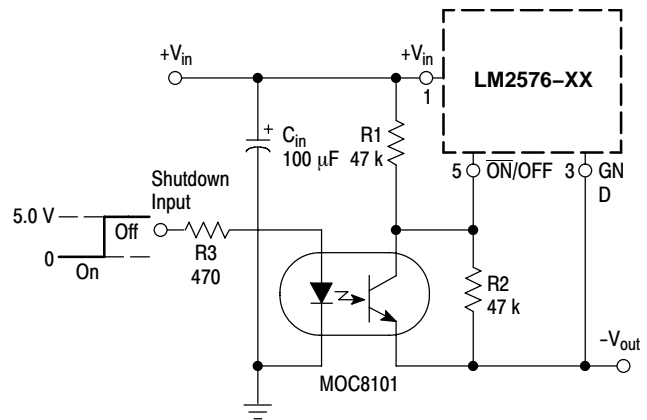 +Vin
+Vin
1
LM2576–XX
Cin
100 µF
+
R1
47 k
5
ON/OFF
3
GN
D
Shutdown
Input
5.0 V
Off
0
On
R3
470
R2
47 k
–Vout
MOC8101